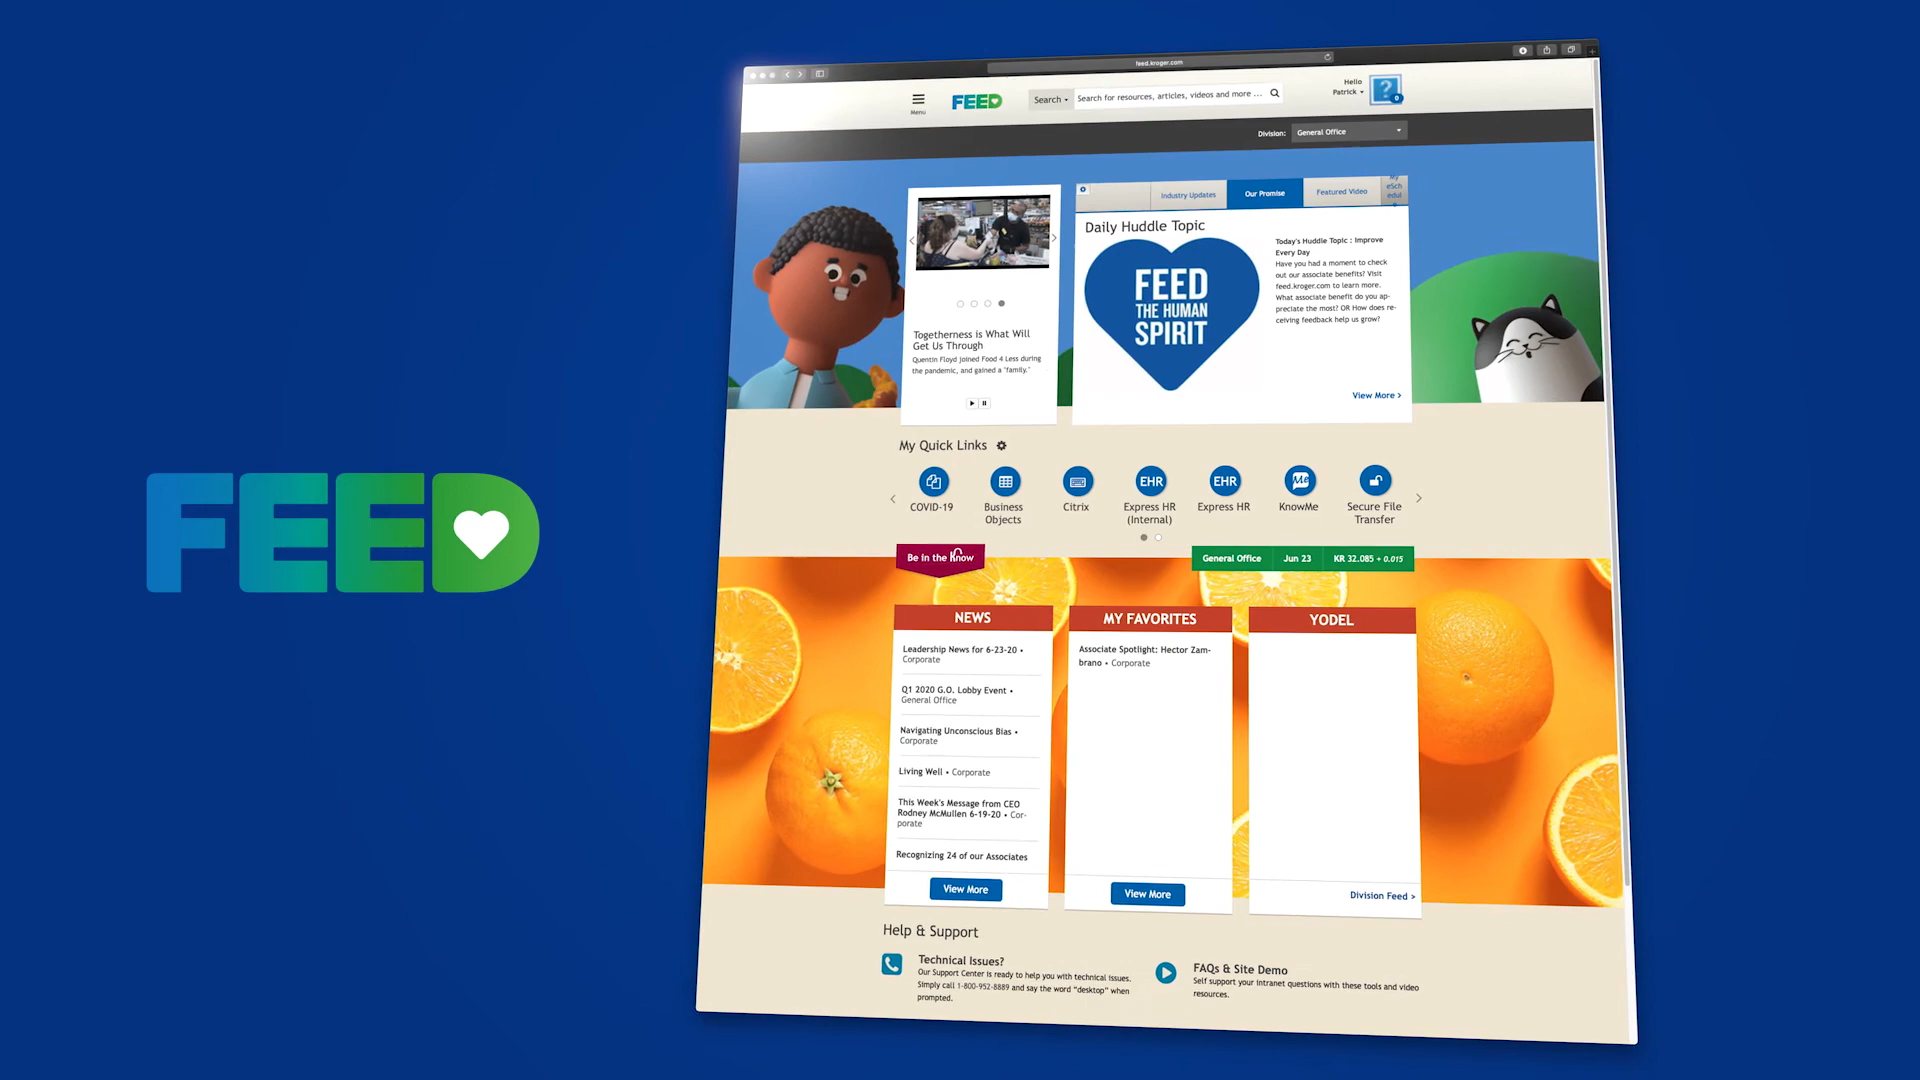 FEED
feed.kroger.com
Menu
FEED
Search
Search for resources, articles, videos and more ...
Hello
Patrick
?
0
Division:
General Office
Industry Updates
Our Promise
Featured Video
My
eSch
edul
Daily Huddle Topic
FEED
THE HUMAN
SPIRIT
Today's Huddle Topic : Improve
Every Day
Have you had a moment to check
out our associate benefits? Visit
feed.kroger.com to learn more.
What associate benefit do you ap-
preciate the most? OR How does re-
ceiving feedback help us grow?
View More >
Togetherness is What Will
Get Us Through
Quentin Floyd joined Food 4 Less during
the pandemic, and gained a "family."
My Quick Links
COVID-19
Business
Objects
Citrix
EHR
Express HR
(Internal)
EHR
Express HR
Me
KnowMe
Secure File
Transfer
Be in the Know
General Office
Jun 23
KR 32.085 + 0.015
NEWS
Leadership News for 6-23-20 •
Corporate
Q1 2020 G.O. Lobby Event •
General Office
Navigating Unconscious Bias •
Corporate
Living Well • Corporate
This Week's Message from CEO
Rodney McMullen 6-19-20 • Cor-
porate
Recognizing 24 of our Associates
View More
MY FAVORITES
Associate Spotlight: Hector Zam-
brano • Corporate
View More
YODEL
Division Feed >
Help & Support
Technical Issues?
Our Support Center is ready to help you with technical issues.
Simply call 1-800-952-8889 and say the word "desktop" when
prompted.
FAQs & Site Demo
Self support your intranet questions with these tools and video
resources.